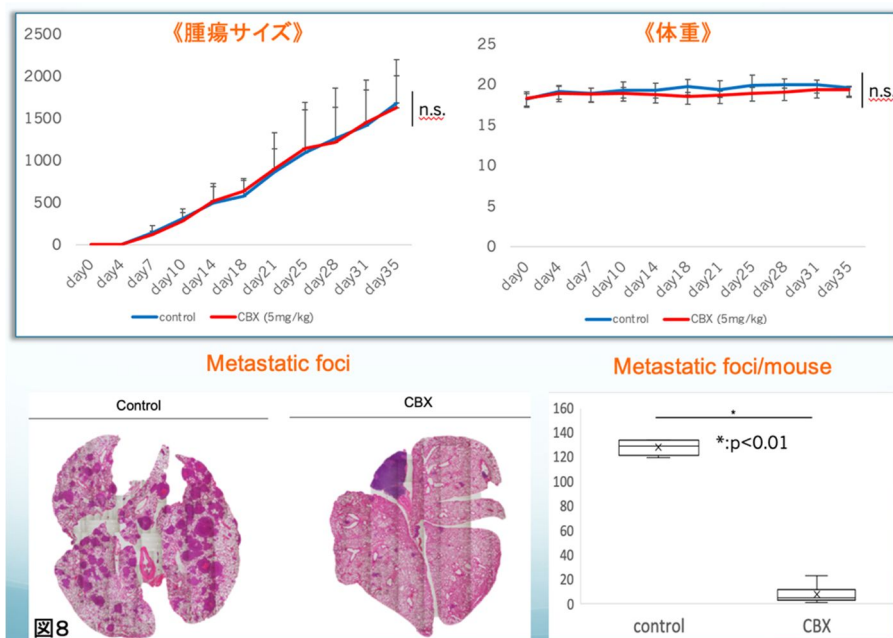 《腫瘍サイズ》
2500
2000
1500
1000
500
0
n.s.
day0 day4 day7 day10 day14 day18 day21 day25 day28 day31 day35
control CBX (5mg/kg)
《体重》
25
20
15
10
5
0
n.s.
day0 day4 day7 day10 day14 day18 day21 day25 day28 day31 day35
control CBX (5mg/kg)
Metastatic foci
Control
CBX
図8
Metastatic foci/mouse
160
140
120
100
80
60
40
20
0
*
*:p<0.01
control CBX